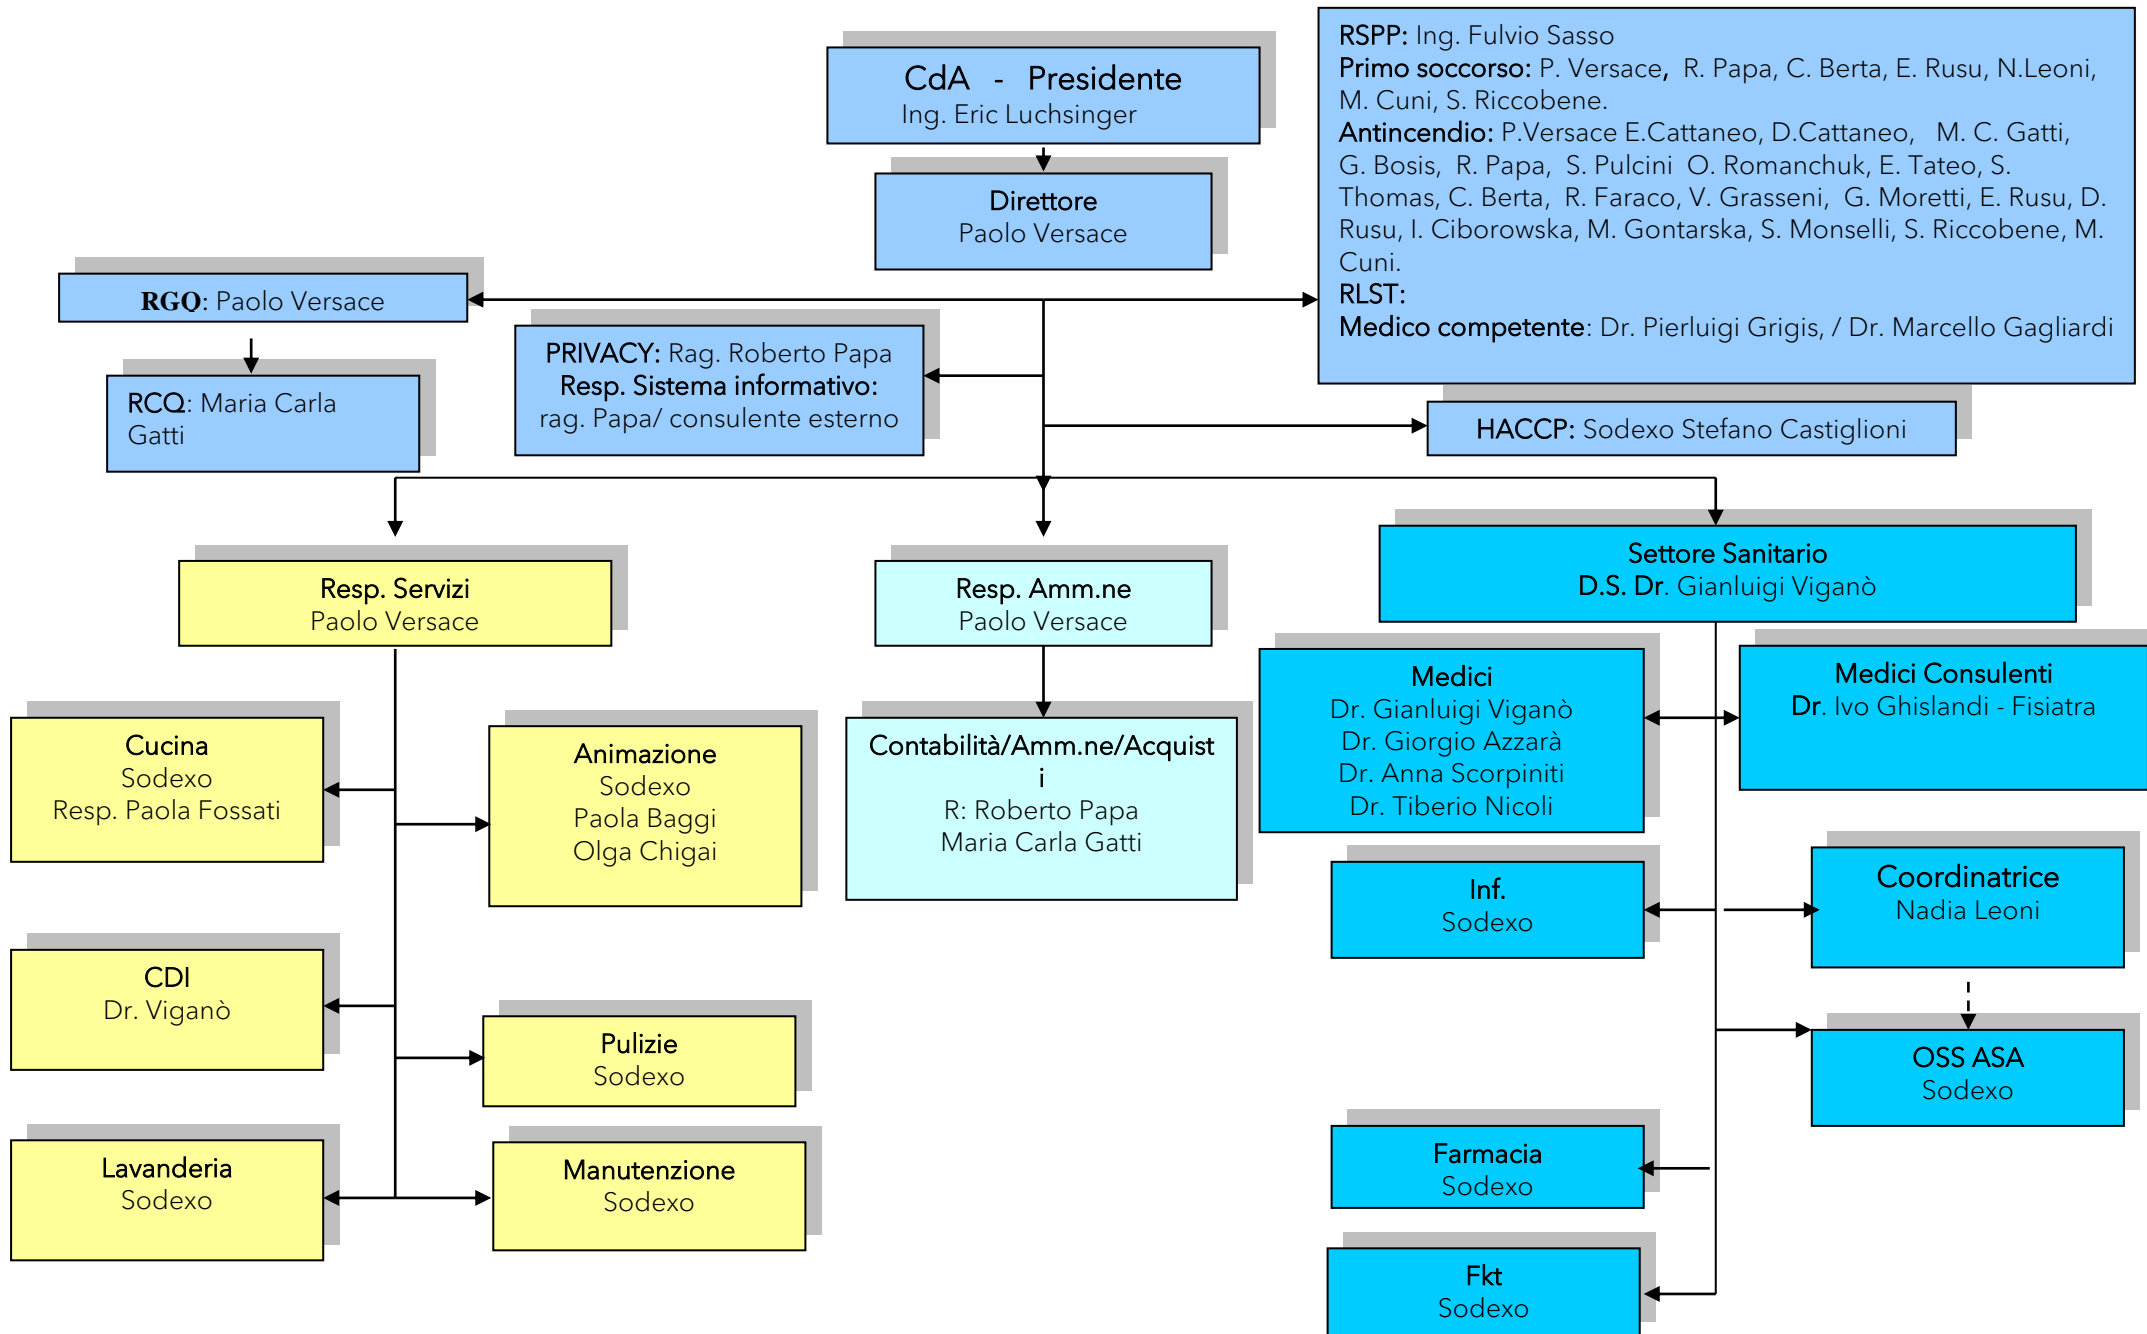 CdA - Presidente
Ing. Eric Luchsinger
RSPP: Ing. Fulvio Sasso
Primo soccorso: P. Versace, R. Papa, C. Berta, E. Rusu, N.Leoni,
M. Cuni, S. Riccobene.
Antincendio: P.Versace E.Cattaneo, D.Cattaneo, M. C. Gatti,
G. Bosis, R. Papa, S. Pulcini O. Romanchuk, E. Tateo, S.
Thomas, C. Berta, R. Faraco, V. Grasseni, G. Moretti, E. Rusu, D.
Rusu, I. Ciborowska, M. Gontarska, S. Monselli, S. Riccobene, M.
Cuni.
RLST:
Medico competente: Dr. Pierluigi Grigis, / Dr. Marcello Gagliardi
Direttore
Paolo Versace
RGQ: Paolo Versace
PRIVACY: Rag. Roberto Papa
Resp. Sistema informativo:
rag. Papa/ consulente esterno
RCQ: Maria Carla
Gatti
HACCP: Sodexo Stefano Castiglioni
Resp. Servizi
Paolo Versace
Resp. Amm.ne
Paolo Versace
Settore Sanitario
D.S. Dr. Gianluigi Viganò
Cucina
Sodexo
Resp. Paola Fossati
Animazione
Sodexo
Paola Baggi
Olga Chigai
Contabilità/Amm.ne/Acquist
i
R: Roberto Papa
Maria Carla Gatti
Medici
Dr. Gianluigi Viganò
Dr. Giorgio Azzarà
Dr. Anna Scorpiniti
Dr. Tiberio Nicoli
Medici Consulenti
Dr. Ivo Ghislandi - Fisiatra
Inf.
Sodexo
Coordinatrice
Nadia Leoni
CDI
Dr. Viganò
Pulizie
Sodexo
OSS ASA
Sodexo
Lavanderia
Sodexo
Manutenzione
Sodexo
Farmacia
Sodexo
Fkt
Sodexo